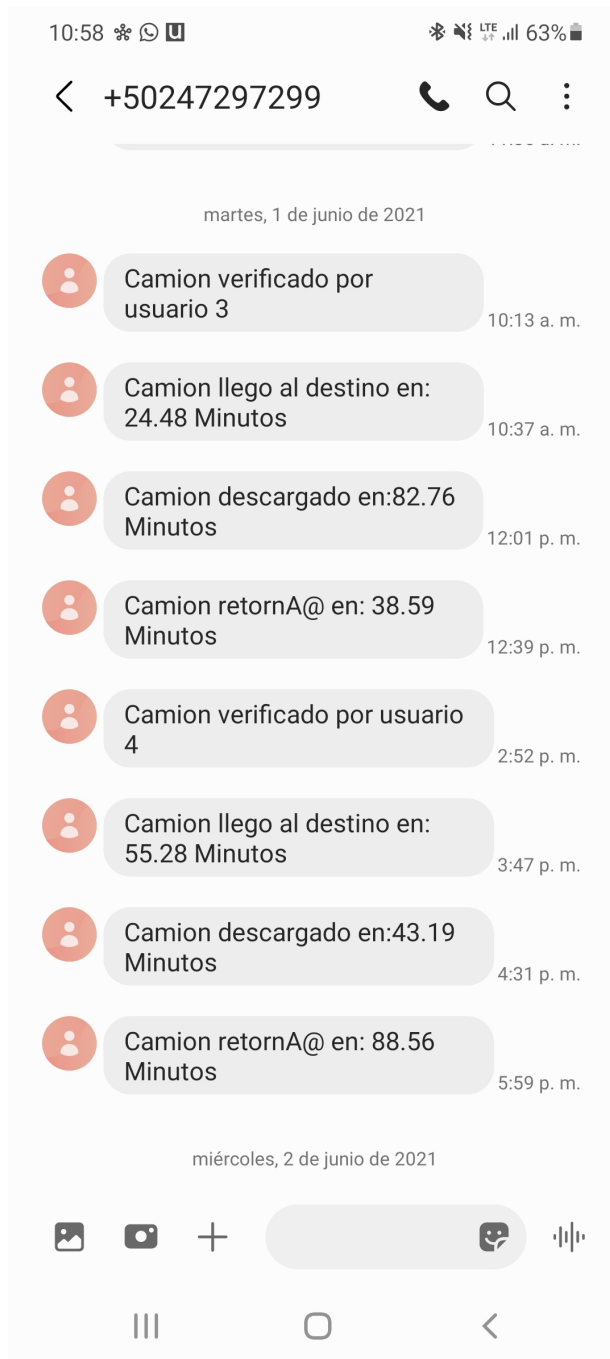 10:58
LTE 63%
+50247297299
martes, 1 de junio de 2021
Camion verificado por
usuario 3
10:13 a. m.
Camion llego al destino en:
24.48 Minutos
10:37 a. m.
Camion descargado en:82.76
Minutos
12:01 p. m.
Camion retornA@ en: 38.59
Minutos
12:39 p. m.
Camion verificado por usuario
4
2:52 p. m.
Camion llego al destino en:
55.28 Minutos
3:47 p. m.
Camion descargado en:43.19
Minutos
4:31 p. m.
Camion retornA@ en: 88.56
Minutos
5:59 p. m.
miércoles, 2 de junio de 2021